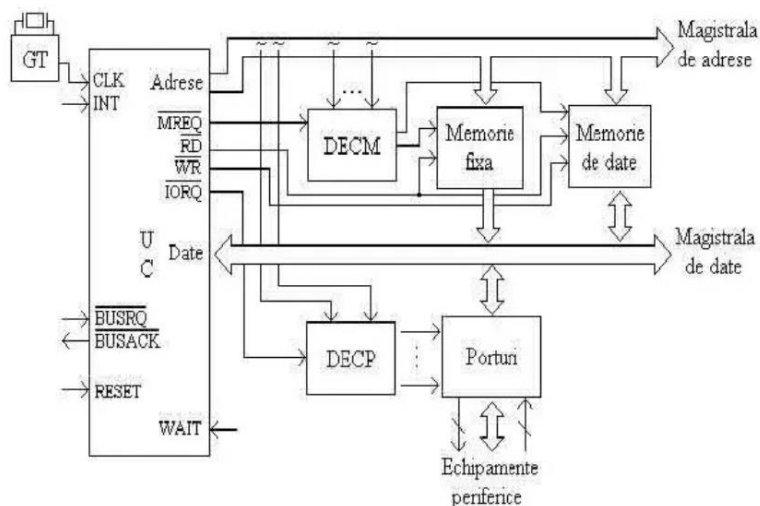 GT
CLK
INT
Adrese
MREQ
RD
WR
IORQ
U
C
Date
BUSRQ
BUSACK
RESET
WAIT
DECM
...
Memorie
fixa
Memorie
de date
Magistrala
de adrese
Magistrala
de date
DECP
Porturi
Echipamente
periferice